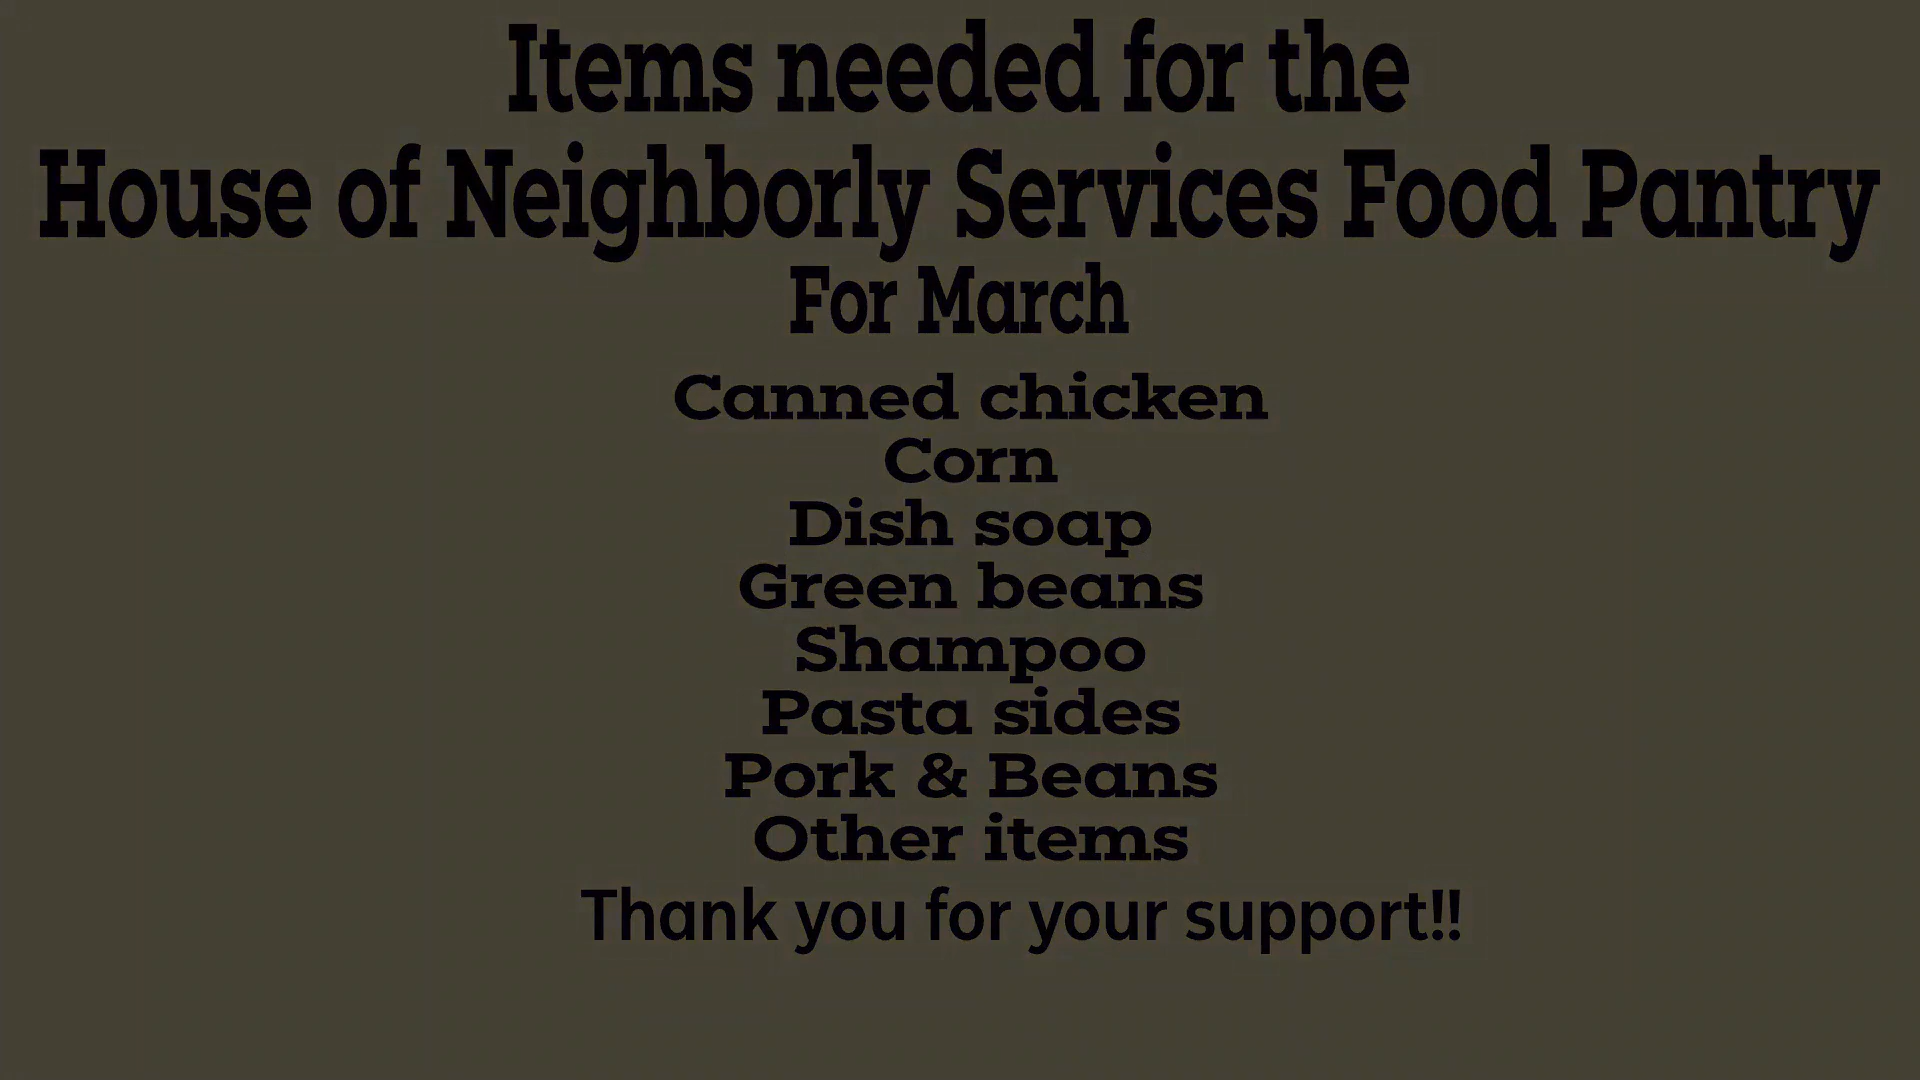 Items needed for the
House of Neighborly Services Food Pantry
For March
Canned chicken
Corn
Dish soap
Green beans
Shampoo
Pasta sides
Pork & Beans
Other items
Thank you for your support!!